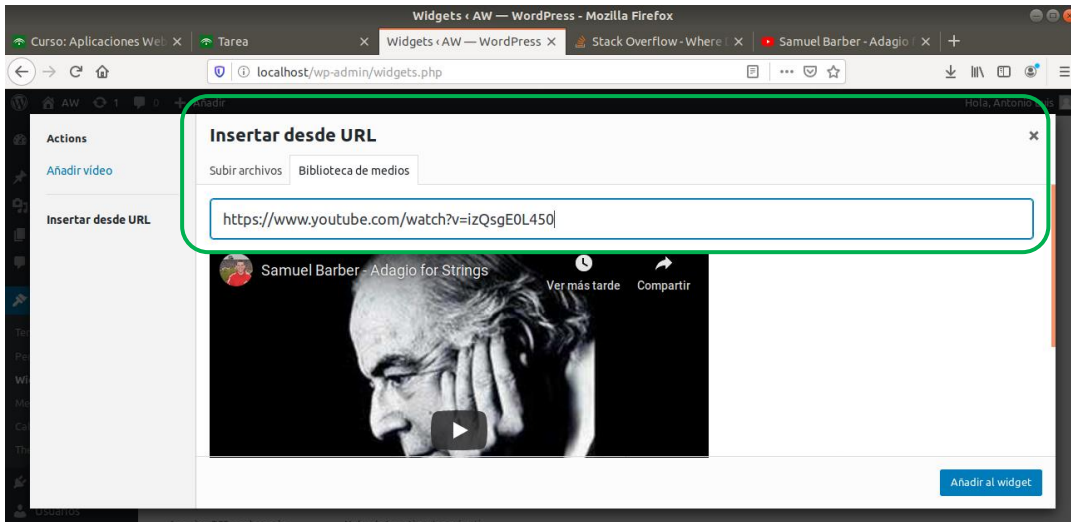 Widgets ‹ AW — WordPress - Mozilla Firefox
Curso: Aplicaciones Web
Tarea
Widgets ‹ AW — WordPress
Stack Overflow - Where
Samuel Barber - Adagio f
localhost/wp-admin/widgets.php
AW 1 0 + Añadir
Hola, Antonio Luis
Actions
Añadir vídeo
Insertar desde URL
Insertar desde URL
Subir archivos
Biblioteca de medios
https://www.youtube.com/watch?v=izQsgE0L450
Samuel Barber - Adagio for Strings
Ver más tarde
Compartir
Añadir al widget
Usuarios